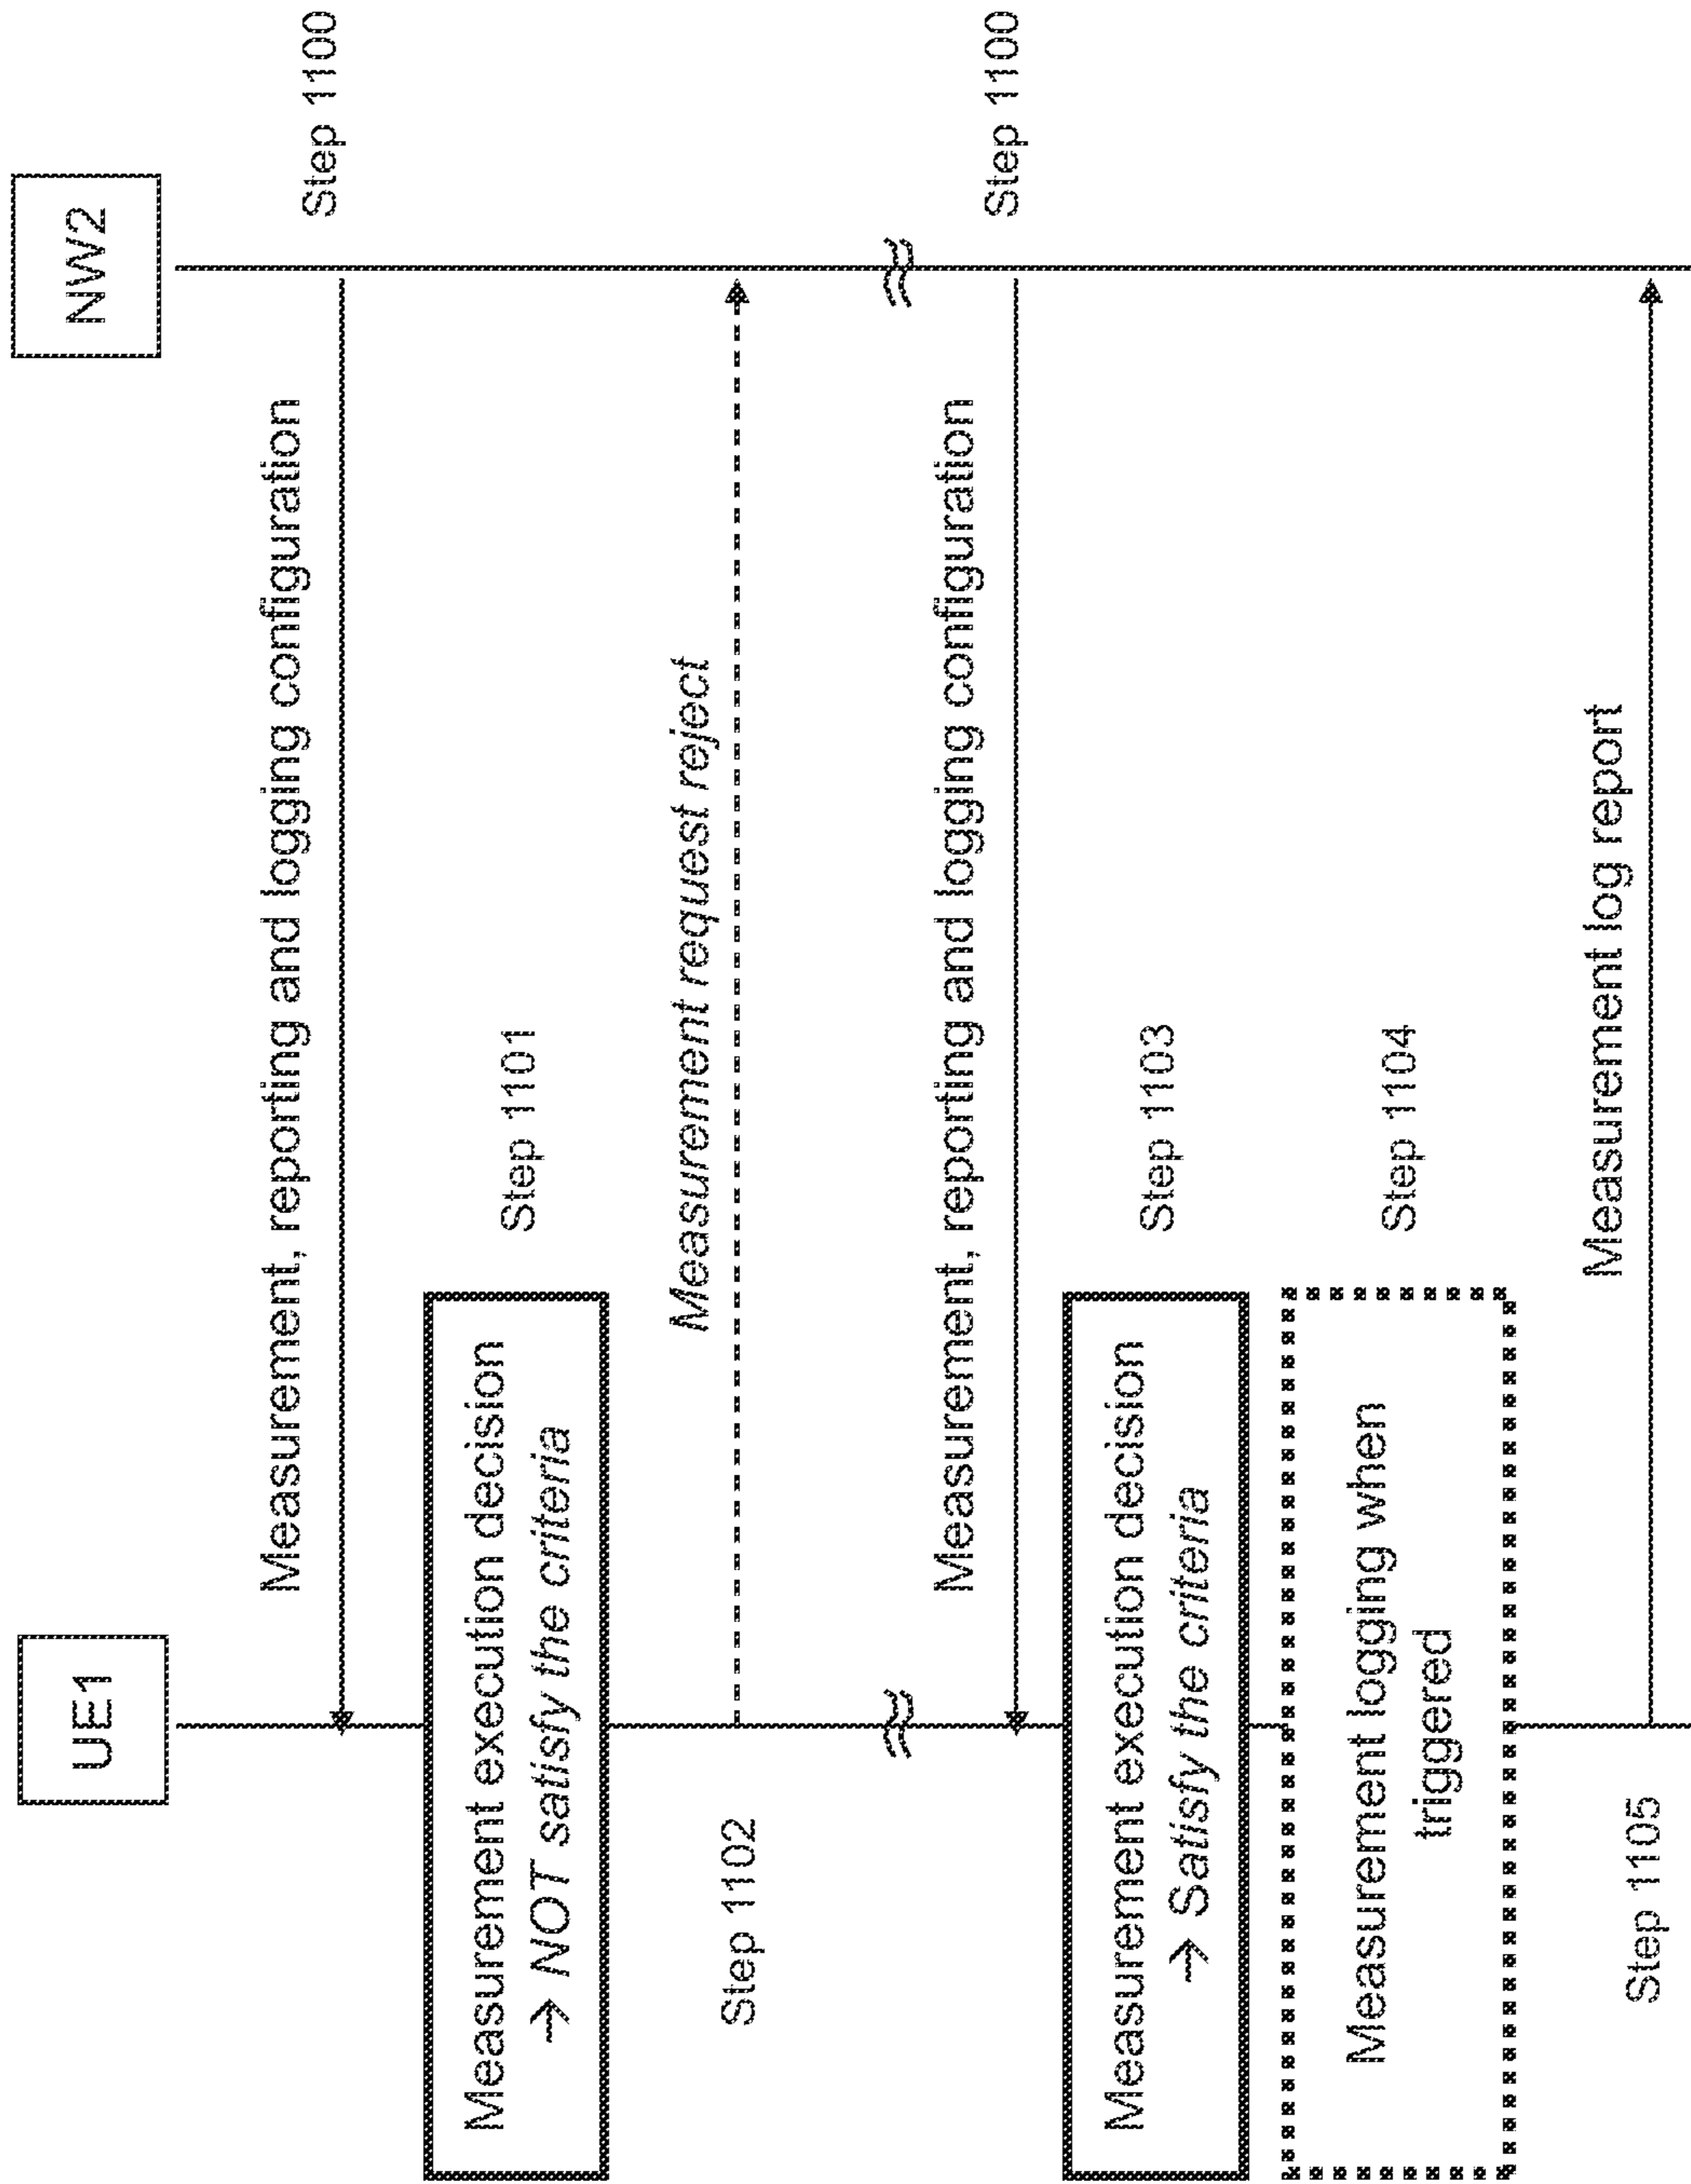 UE1
NW2
Measurement, reporting and logging configuration
Step 1100
Measurement execution decision
→ NOT satisfy the criteria
Step 1101
Measurement request reject
Step 1102
Measurement, reporting and logging configuration
Step 1100
Measurement execution decision
→ Satisfy the criteria
Step 1103
Measurement logging when
triggered
Step 1104
Measurement log report
Step 1105